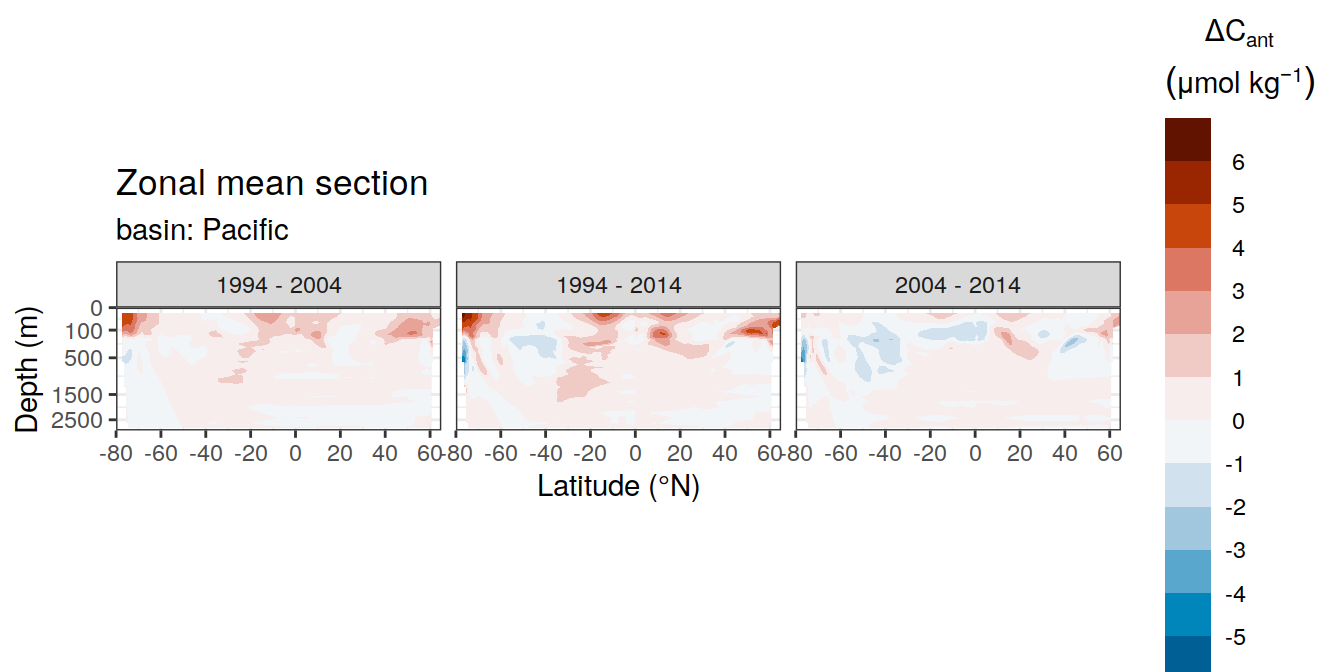 ΔCant
(μmol kg⁻¹)
6
5
4
3
2
1
0
-1
-2
-3
-4
-5
Zonal mean section
basin: Pacific
1994 - 2004
1994 - 2014
2004 - 2014
Depth (m)
0
100
500
1500
2500
-80 -60 -40 -20 0 20 40 60
-80 -60 -40 -20 0 20 40 60
-80 -60 -40 -20 0 20 40 60
Latitude (°N)